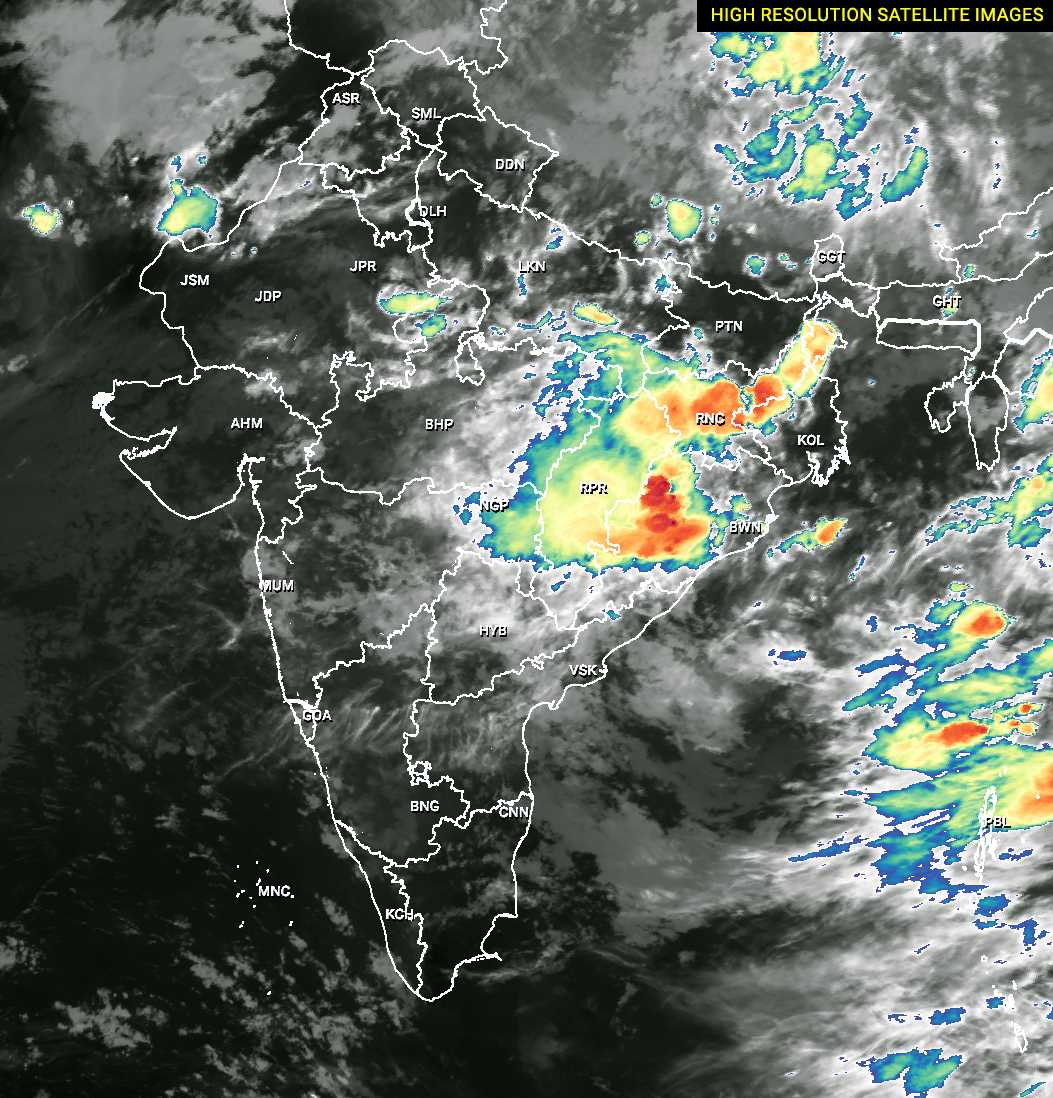 HIGH RESOLUTION SATELLITE IMAGES
ASR
SML
DDN
DLH
GGT
JSM
JPR
LKN
JDP
GHT
PTN
AHM
BHP
RNC
KOL
RPR
NGP
BWN
MUM
HYB
VSK
GOA
BNG
CNN
PBL
MNC
KCH